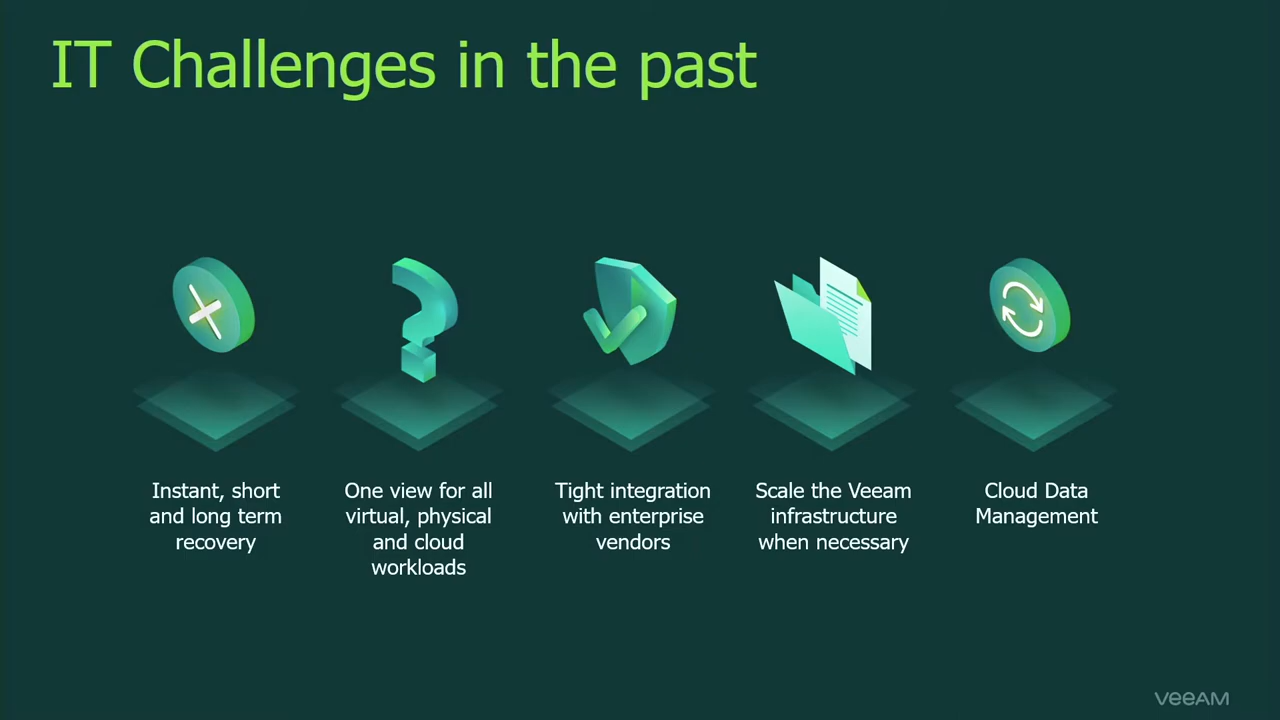 IT Challenges in the past
Instant, short
and long term
recovery
One view for all
virtual, physical
and cloud
workloads
Tight integration
with enterprise
vendors
Scale the Veeam
infrastructure
when necessary
Cloud Data
Management
veeAM